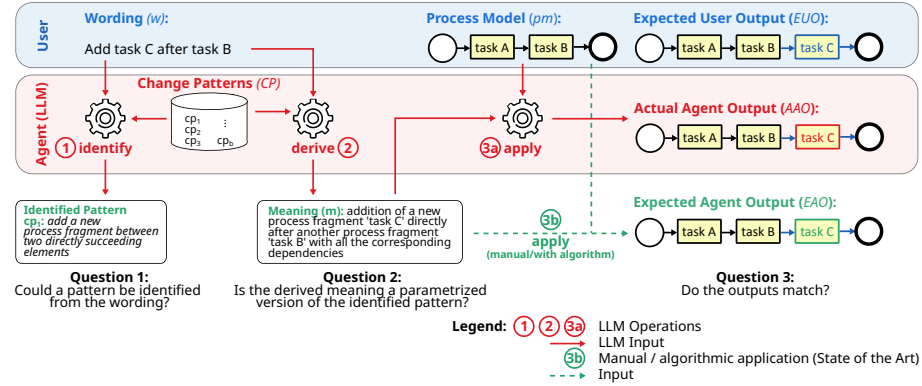 User
Wording (w):
Add task C after task B
Process Model (pm):
task A
task B
Expected User Output (EUO):
task A
task B
task C
Agent (LLM)
Change Patterns (CP)
cp1
cp2
cp3
⋮
cpb
1 identify
derive 2
3a apply
Actual Agent Output (AAO):
task A
task B
task C
Identified Pattern
cp1: add a new
process fragment between
two directly succeeding
elements
Meaning (m): addition of a new
process fragment 'task C' directly
after another process fragment
'task B' with all the corresponding
dependencies
3b
apply
(manual/with algorithm)
Expected Agent Output (EAO):
task A
task B
task C
Question 1:
Could a pattern be identified
from the wording?
Question 2:
Is the derived meaning a parametrized
version of the identified pattern?
Question 3:
Do the outputs match?
Legend: 1 2 3a LLM Operations
LLM Input
3b Manual / algorithmic application (State of the Art)
Input